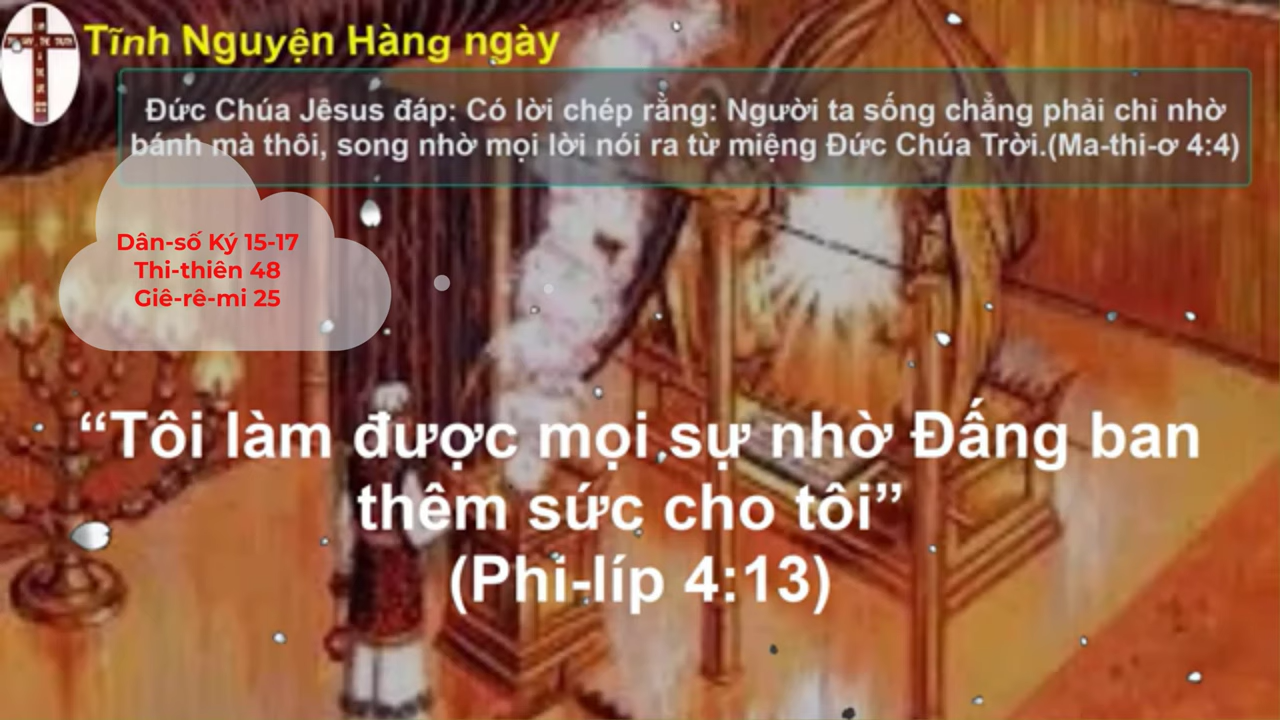 Tĩnh Nguyện Hàng ngày
Đức Chúa Jêsus đáp: Có lời chép rằng: Người ta sống chẳng phải chỉ nhờ
bánh mà thôi, song nhờ mọi lời nói ra từ miệng Đức Chúa Trời.(Ma-thi-ơ 4:4)
Dân-số Ký 15-17
Thi-thiên 48
Giê-rê-mi 25
“Tôi làm được mọi sự nhờ Đấng ban
thêm sức cho tôi”
(Phi-líp 4:13)